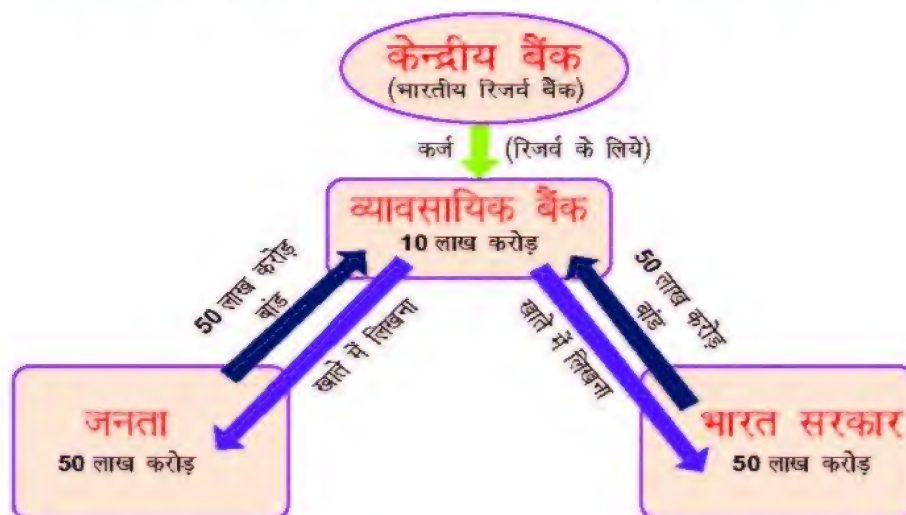 केन्द्रीय बैंक
(भारतीय रिजर्व बैंक)
कर्ज (रिजर्व के लिये)
व्यावसायिक बैंक
10 लाख करोड़
50 लाख करोड़
बांड
खाते में लिखना
खाते में लिखना
50 लाख करोड़
बांड
जनता
50 लाख करोड़
भारत सरकार
50 लाख करोड़